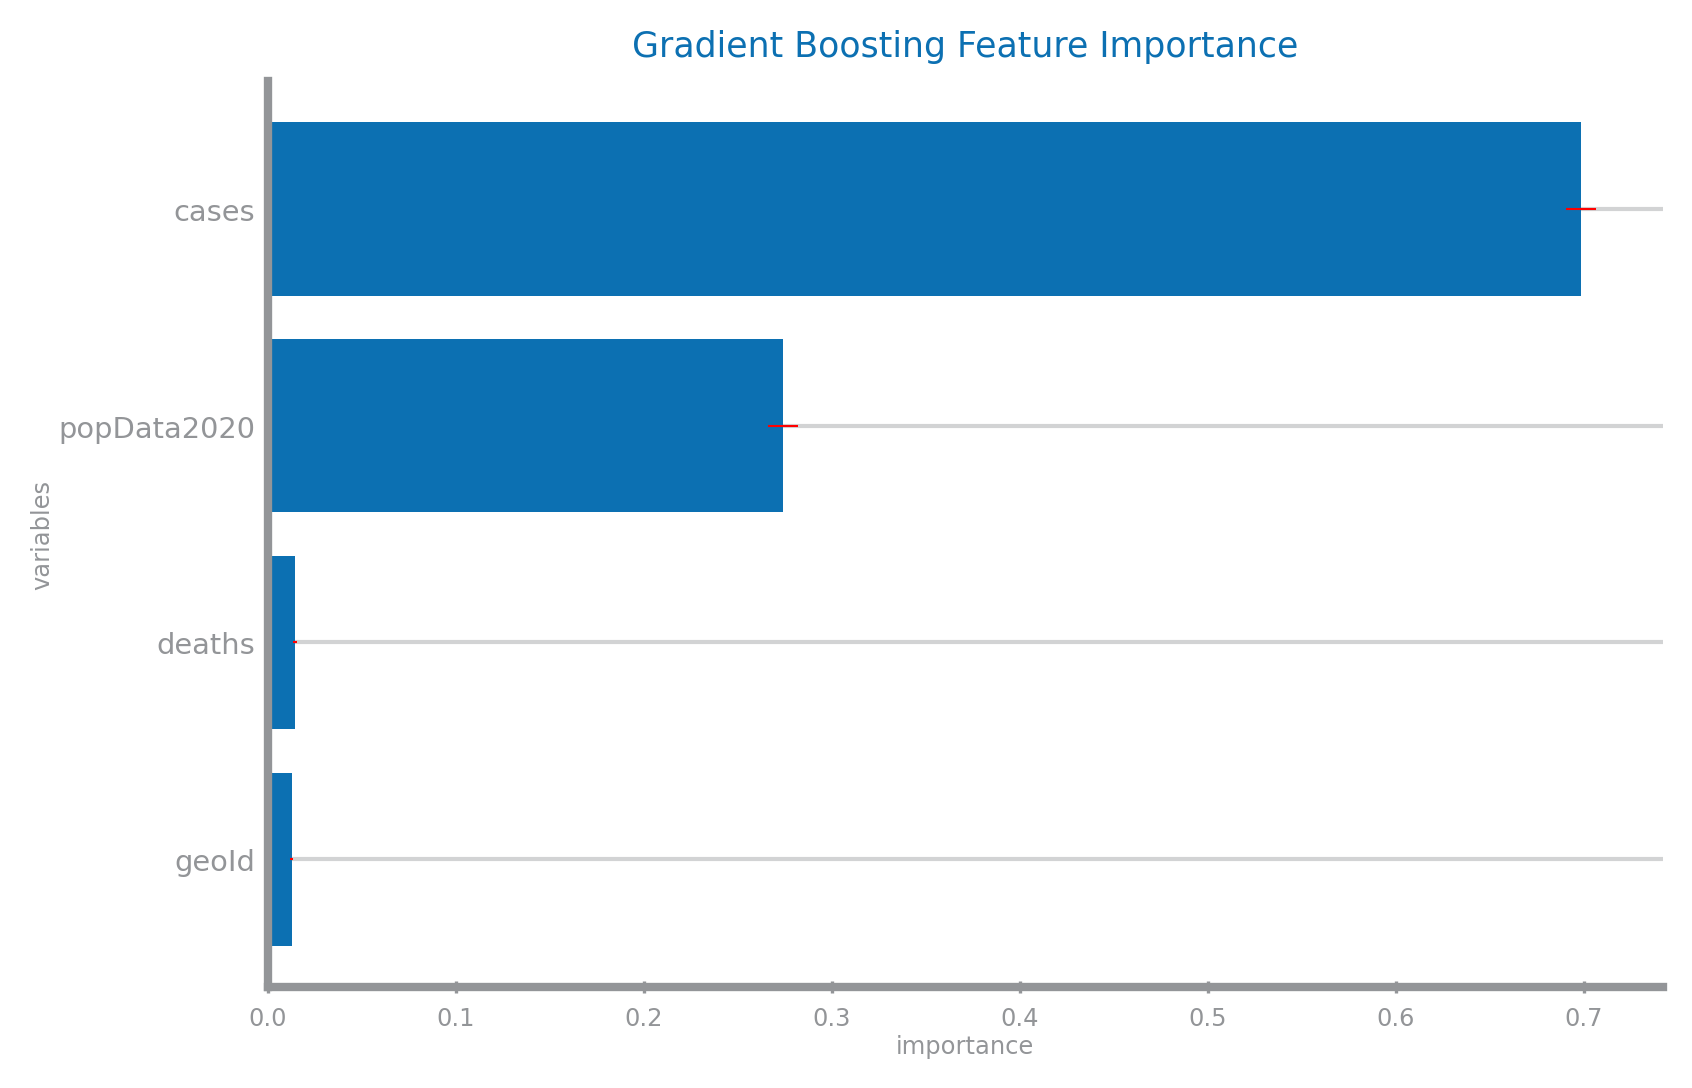 Gradient Boosting Feature Importance
cases
popData2020
deaths
geoId
variables
0.0 0.1 0.2 0.3 0.4 0.5 0.6 0.7
importance